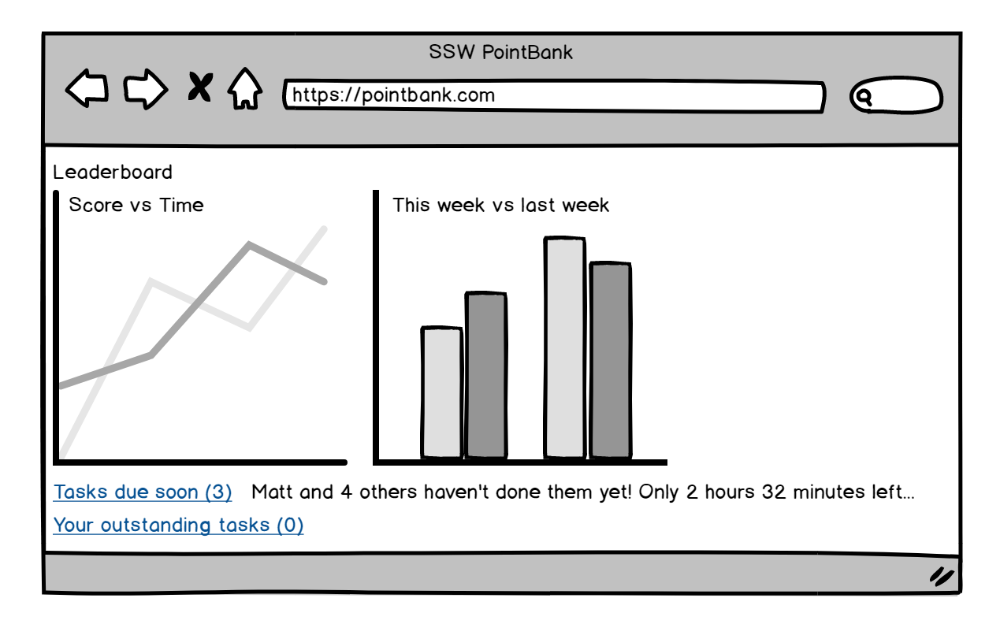 SSW PointBank
https://pointbank.com
Leaderboard
Score vs Time
This week vs last week
Tasks due soon (3) Matt and 4 others haven't done them yet! Only 2 hours 32 minutes left...
Your outstanding tasks (0)